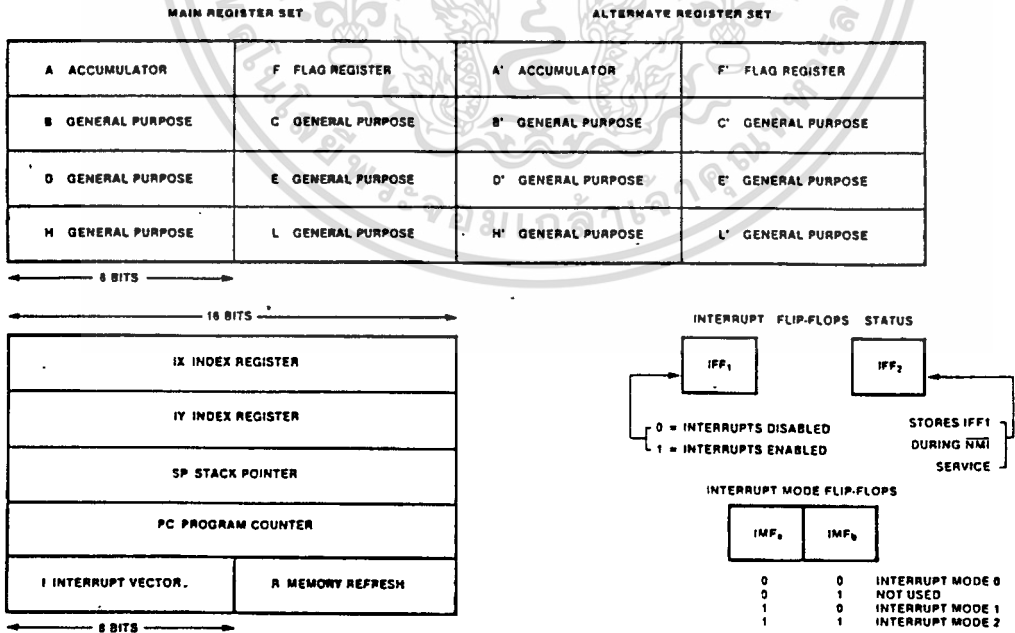 MAIN REGISTER SET
ALTERNATE REGISTER SET
A ACCUMULATOR
F FLAG REGISTER
A' ACCUMULATOR
F' FLAG REGISTER
B GENERAL PURPOSE
C GENERAL PURPOSE
B' GENERAL PURPOSE
C' GENERAL PURPOSE
D GENERAL PURPOSE
E GENERAL PURPOSE
D' GENERAL PURPOSE
E' GENERAL PURPOSE
H GENERAL PURPOSE
L GENERAL PURPOSE
H' GENERAL PURPOSE
L' GENERAL PURPOSE
8 BITS
16 BITS
IX INDEX REGISTER
IY INDEX REGISTER
SP STACK POINTER
PC PROGRAM COUNTER
I INTERRUPT VECTOR
R MEMORY REFRESH
8 BITS
INTERRUPT FLIP-FLOPS STATUS
IFF₁
IFF₂
0 = INTERRUPTS DISABLED
1 = INTERRUPTS ENABLED
STORES IFF1
DURING N̅M̅I̅
SERVICE
INTERRUPT MODE FLIP-FLOPS
IMFₐ
IMF_b
0 0 INTERRUPT MODE 0
0 1 NOT USED
1 0 INTERRUPT MODE 1
1 1 INTERRUPT MODE 2